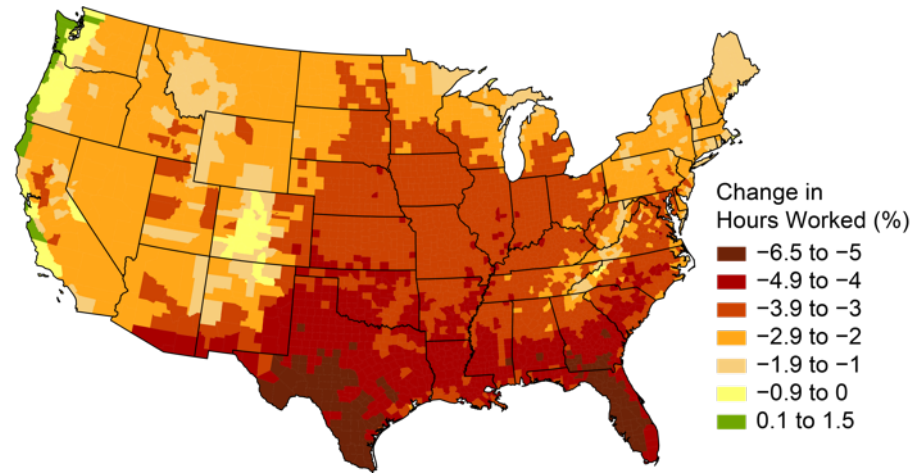 Change in
Hours Worked (%)
−6.5 to −5
−4.9 to −4
−3.9 to −3
−2.9 to −2
−1.9 to −1
−0.9 to 0
0.1 to 1.5